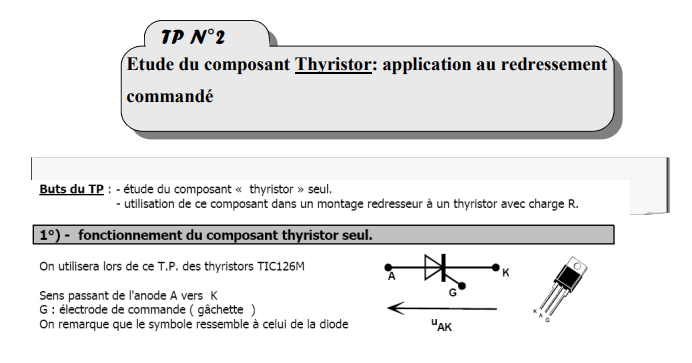 TP N°2
Etude du composant Thyristor: application au redressement
commandé
Buts du TP : - étude du composant « thyristor » seul.
- utilisation de ce composant dans un montage redresseur à un thyristor avec charge R.
1°) - fonctionnement du composant thyristor seul.
On utilisera lors de ce T.P. des thyristors TIC126M
A
K
G
Sens passant de l'anode A vers K
G : électrode de commande ( gâchette )
On remarque que le symbole ressemble à celui de la diode
uAK
K A G